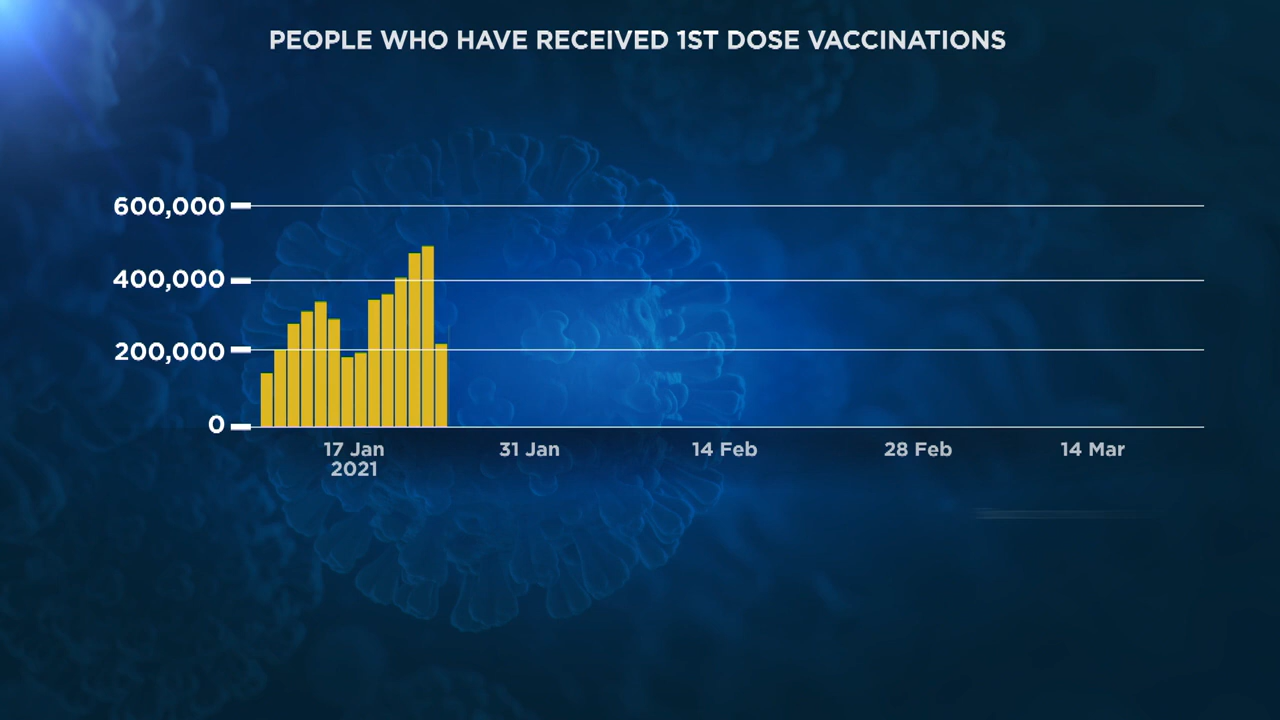 PEOPLE WHO HAVE RECEIVED 1ST DOSE VACCINATIONS
600,000
400,000
200,000
0
17 Jan
2021
31 Jan
14 Feb
28 Feb
14 Mar